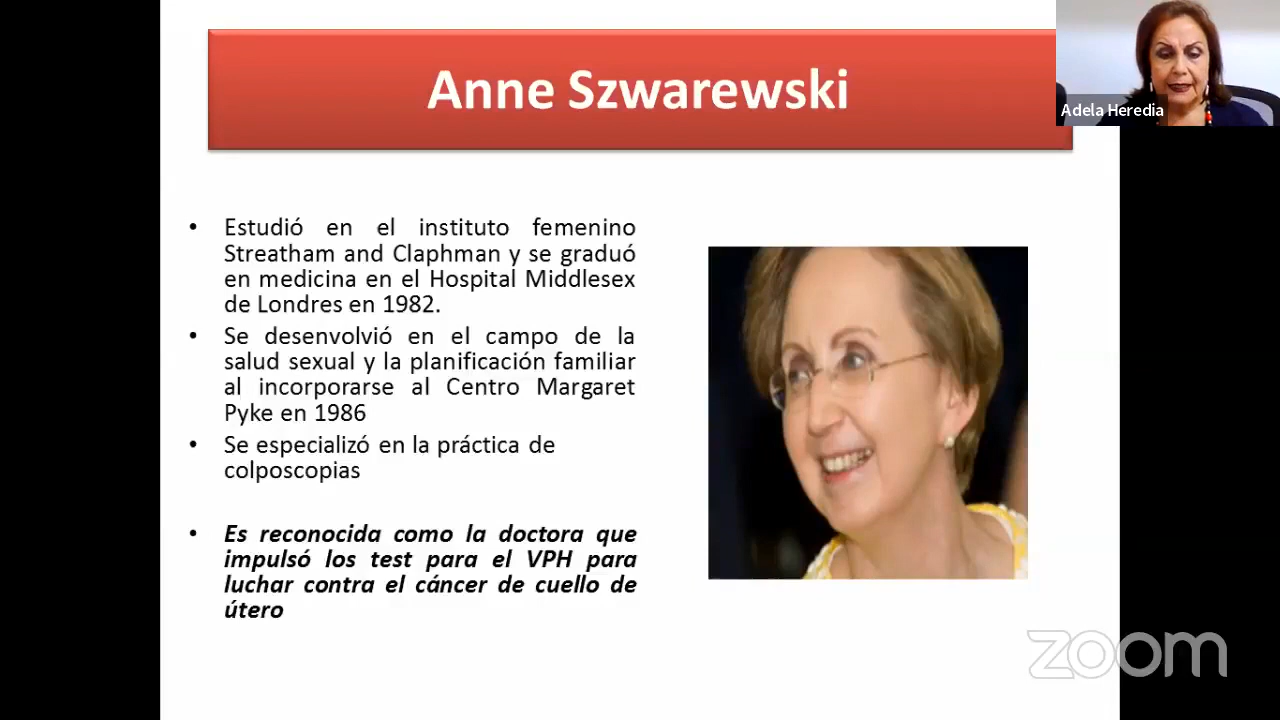 Anne Szwarewski
Adela Heredia
• Estudió en el instituto femenino
Streatham and Claphman y se graduó
en medicina en el Hospital Middlesex
de Londres en 1982.
• Se desenvolvió en el campo de la
salud sexual y la planificación familiar
al incorporarse al Centro Margaret
Pyke en 1986
• Se especializó en la práctica de
colposcopias
• Es reconocida como la doctora que
impulsó los test para el VPH para
luchar contra el cáncer de cuello de
útero
zoom